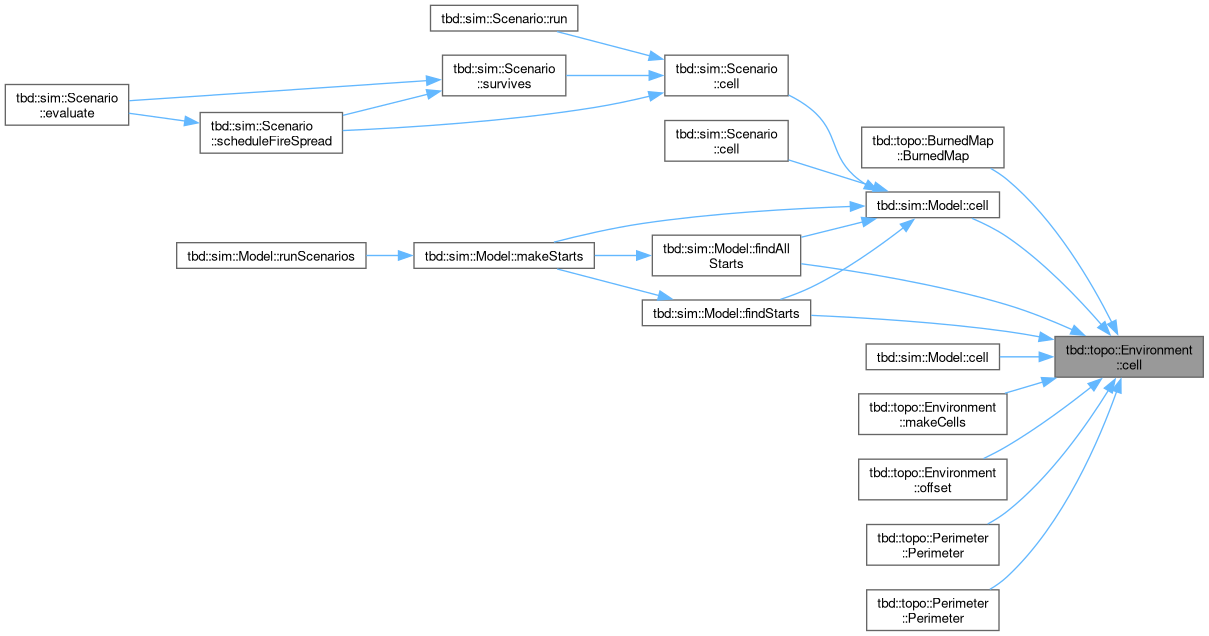 tbd::sim::Scenario::run
tbd::sim::Scenario
::survives
tbd::sim::Scenario
::cell
tbd::sim::Scenario
::evaluate
tbd::sim::Scenario
::scheduleFireSpread
tbd::sim::Scenario
::cell
tbd::topo::BurnedMap
::BurnedMap
tbd::sim::Model::cell
tbd::sim::Model::runScenarios
tbd::sim::Model::makeStarts
tbd::sim::Model::findAll
Starts
tbd::sim::Model::findStarts
tbd::topo::Environment
::cell
tbd::sim::Model::cell
tbd::topo::Environment
::makeCells
tbd::topo::Environment
::offset
tbd::topo::Perimeter
::Perimeter
tbd::topo::Perimeter
::Perimeter